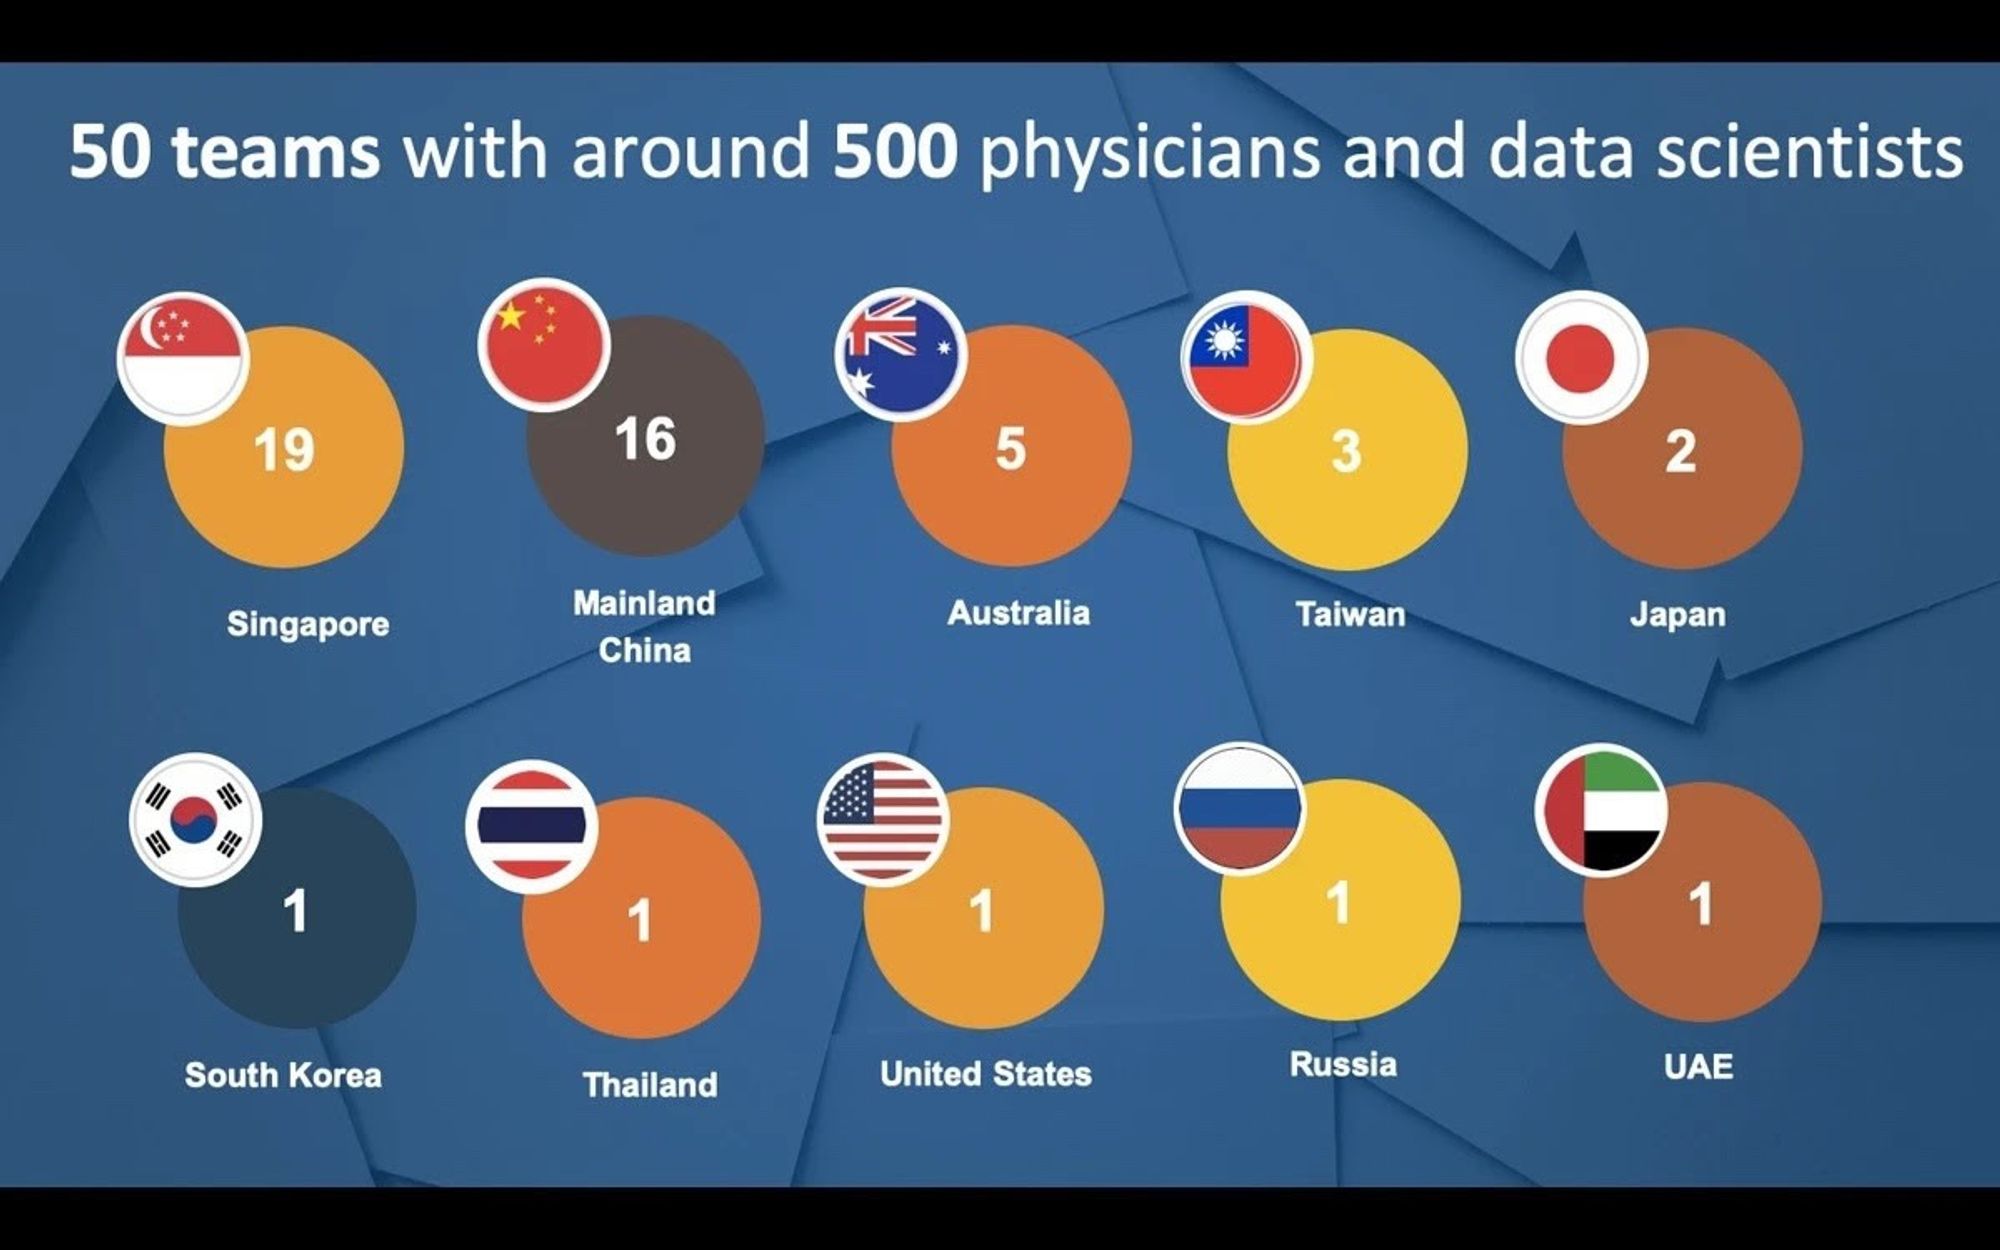 50 teams with around 500 physicians and data scientists
19
16
5
3
2
Singapore
Mainland
China
Australia
Taiwan
Japan
1
1
1
1
1
South Korea
Thailand
United States
Russia
UAE